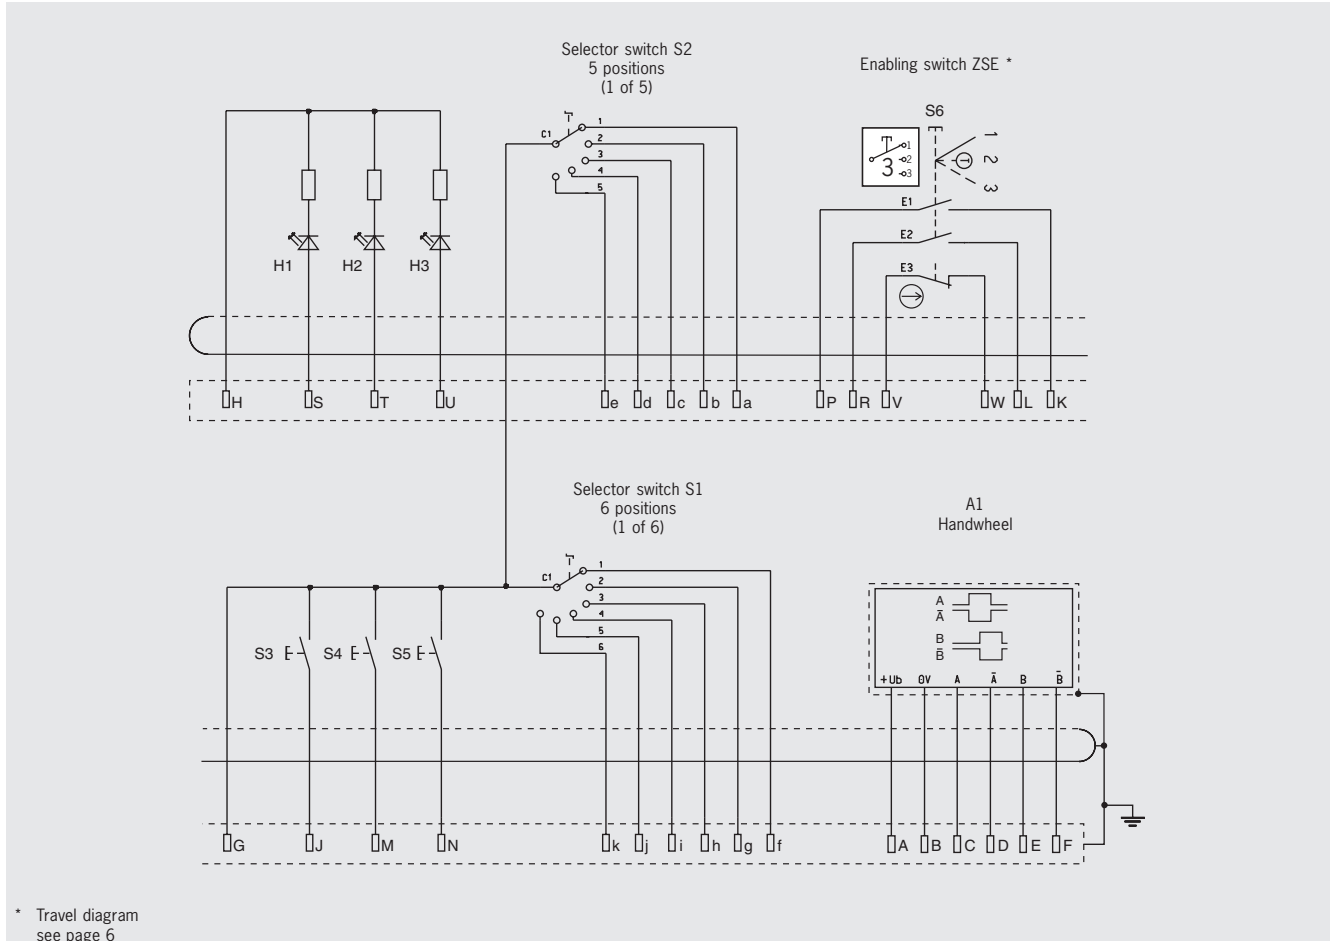 Selector switch S2
5 positions
(1 of 5)
Enabling switch ZSE *
S6
C1
1
2
3
4
5
1
2
3
3
1
2
3
E1
E2
E3
H1
H2
H3
H
S
T
U
e
d
c
b
a
P
R
V
W
L
K
Selector switch S1
6 positions
(1 of 6)
A1
Handwheel
C1
1
2
3
4
5
6
S3
S4
S5
A
A̅
B
B̅
+Ub
0V
A
A̅
B
B̅
G
J
M
N
k
j
i
h
g
f
A
B
C
D
E
F
* Travel diagram
see page 6